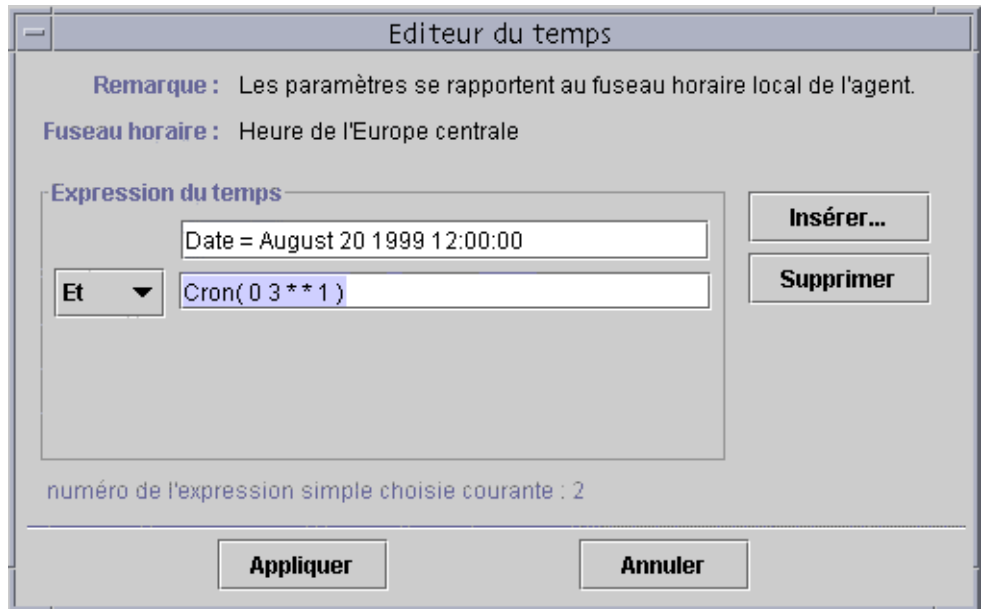 Editeur du temps
Remarque : Les paramètres se rapportent au fuseau horaire local de l'agent.
Fuseau horaire : Heure de l'Europe centrale
Expression du temps
Date = August 20 1999 12:00:00
Insérer...
Et Cron( 0 3 * * 1 )
Supprimer
numéro de l'expression simple choisie courante : 2
Appliquer Annuler